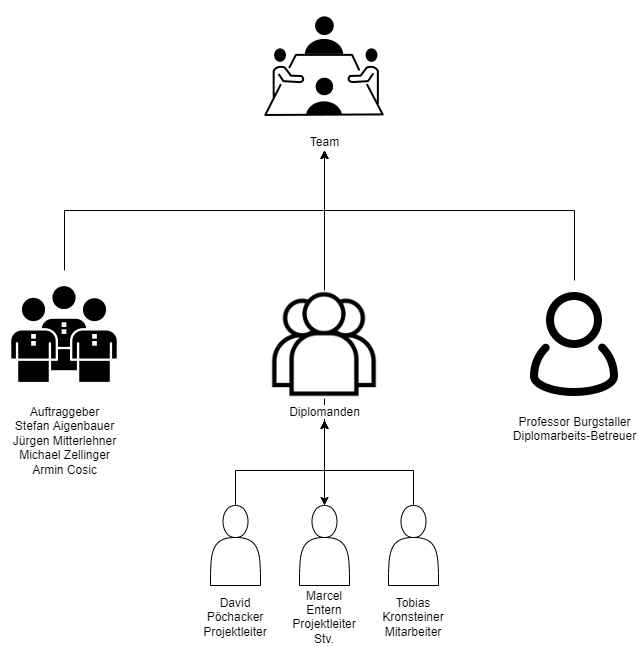 Team
Auftraggeber
Stefan Aigenbauer
Jürgen Mitterlehner
Michael Zellinger
Armin Cosic
Diplomanden
Professor Burgstaller
Diplomarbeits-Betreuer
David
Pöchacker
Projektleiter
Marcel
Entern
Projektleiter
Stv.
Tobias
Kronsteiner
Mitarbeiter